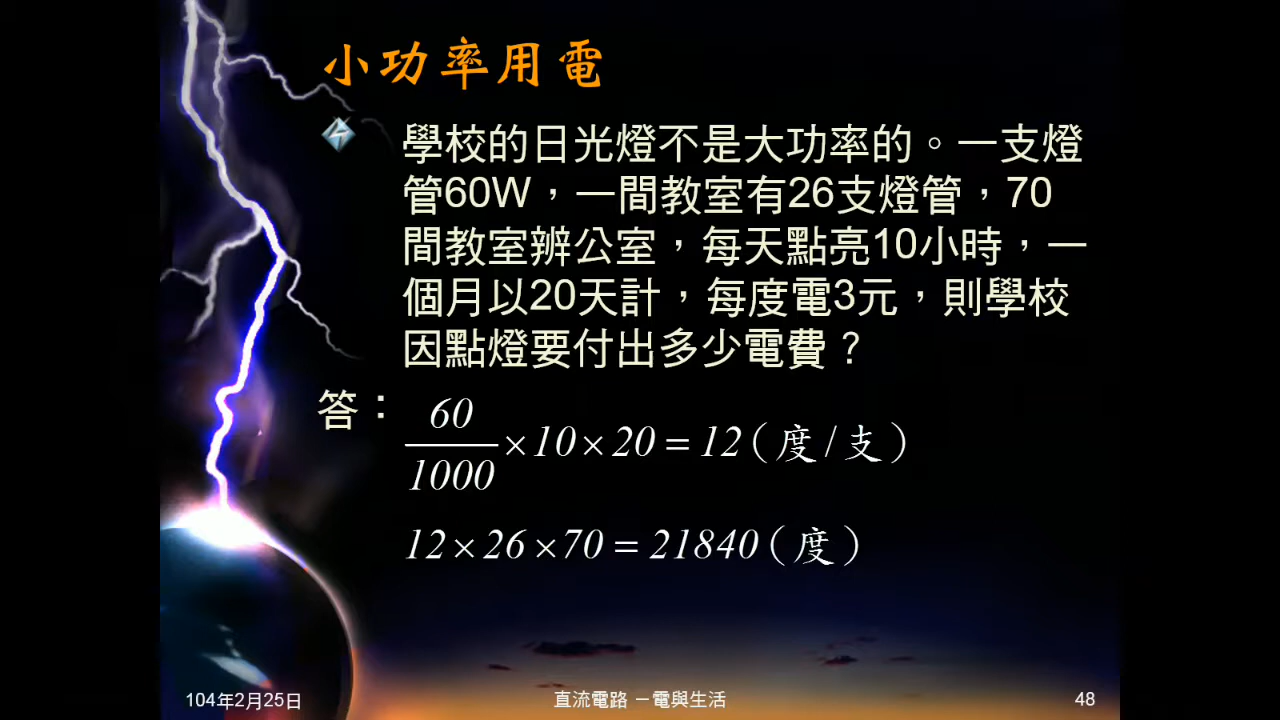 小功率用電
學校的日光燈不是大功率的。一支燈
管60W，一間教室有26支燈管，70
間教室辨公室，每天點亮10小時，一
個月以20天計，每度電3元，則學校
因點燈要付出多少電費？
答：
60/1000×10×20=12(度/支)
12×26×70=21840(度)
104年2月25日
直流電路 －電與生活
48